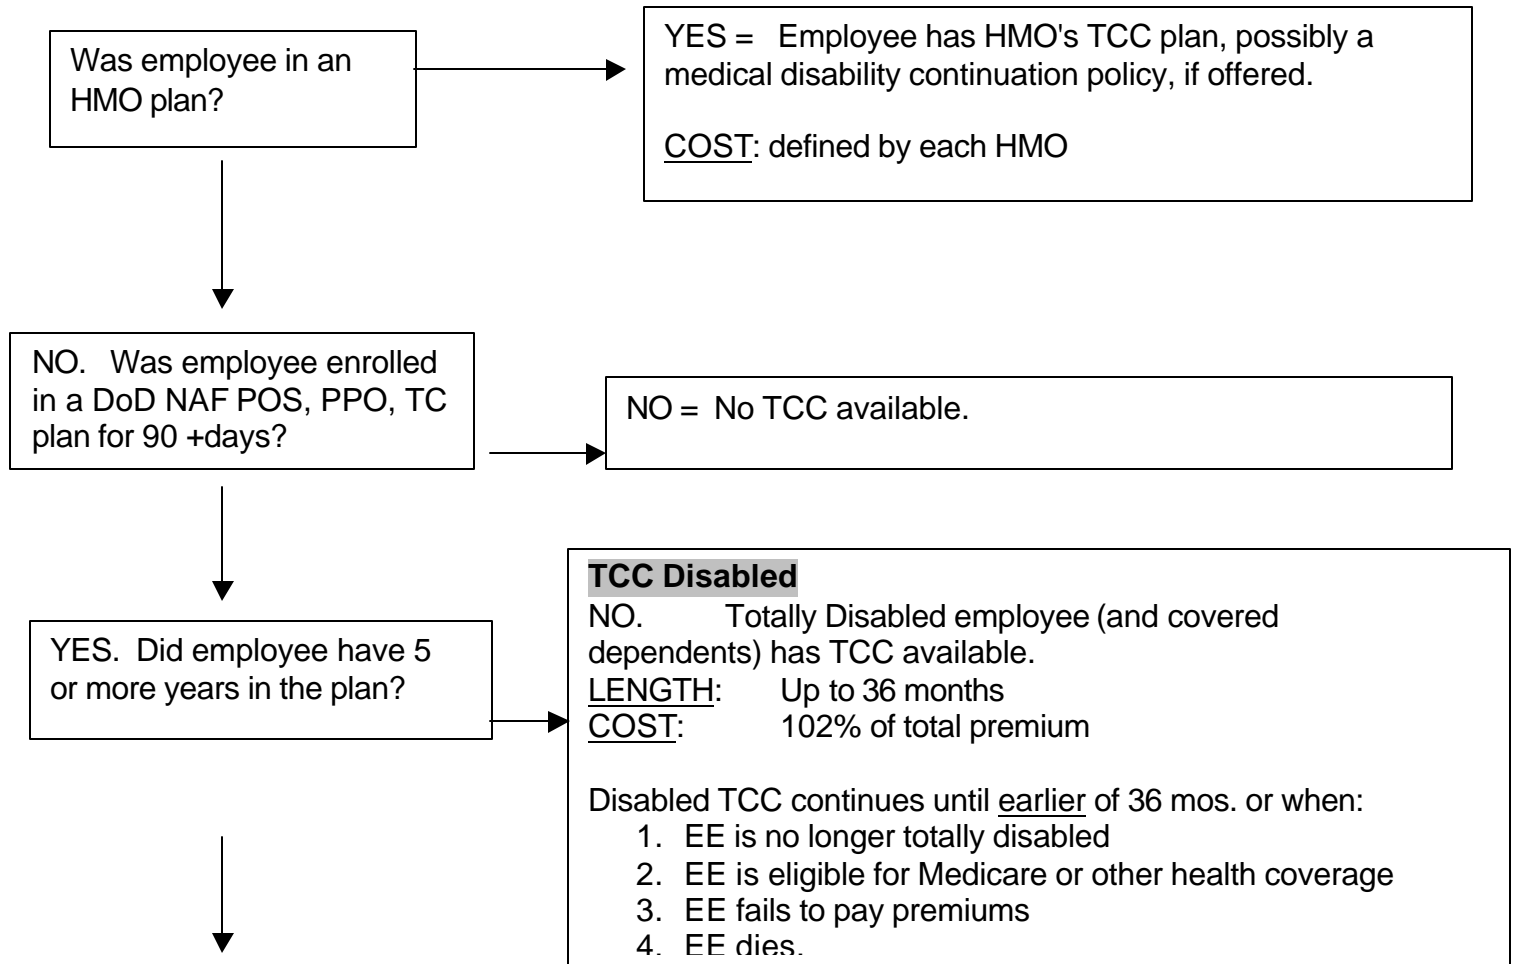 Was employee in an
HMO plan?
YES = Employee has HMO's TCC plan, possibly a
medical disability continuation policy, if offered.
COST: defined by each HMO
NO. Was employee enrolled
in a DoD NAF POS, PPO, TC
plan for 90 +days?
NO = No TCC available.
YES. Did employee have 5
or more years in the plan?
TCC Disabled
NO. Totally Disabled employee (and covered
dependents) has TCC available.
LENGTH: Up to 36 months
COST: 102% of total premium
Disabled TCC continues until earlier of 36 mos. or when:
1. EE is no longer totally disabled
2. EE is eligible for Medicare or other health coverage
3. EE fails to pay premiums
4. EE dies.